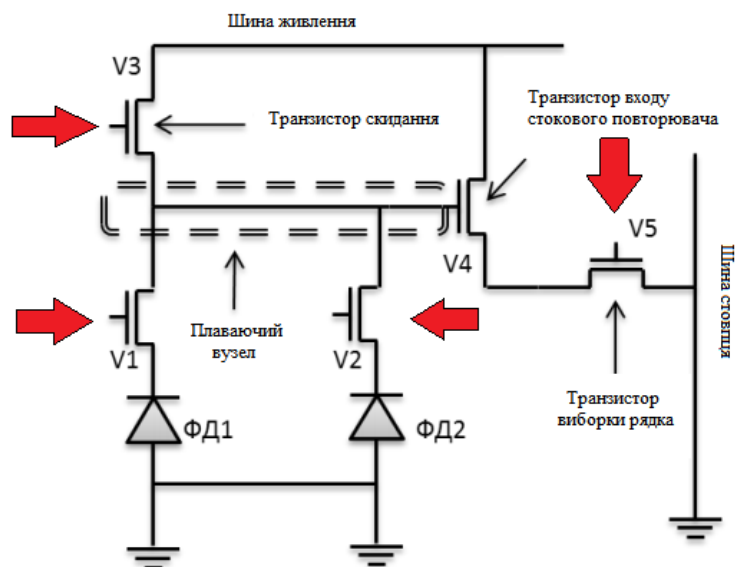 Шина живлення
V3
Транзистор скидання
Транзистор входу
стокового повторювача
V5
V4
Шина стовпця
Плаваючий
вузел
V1
V2
Транзистор
виборки рядка
ФД1
ФД2